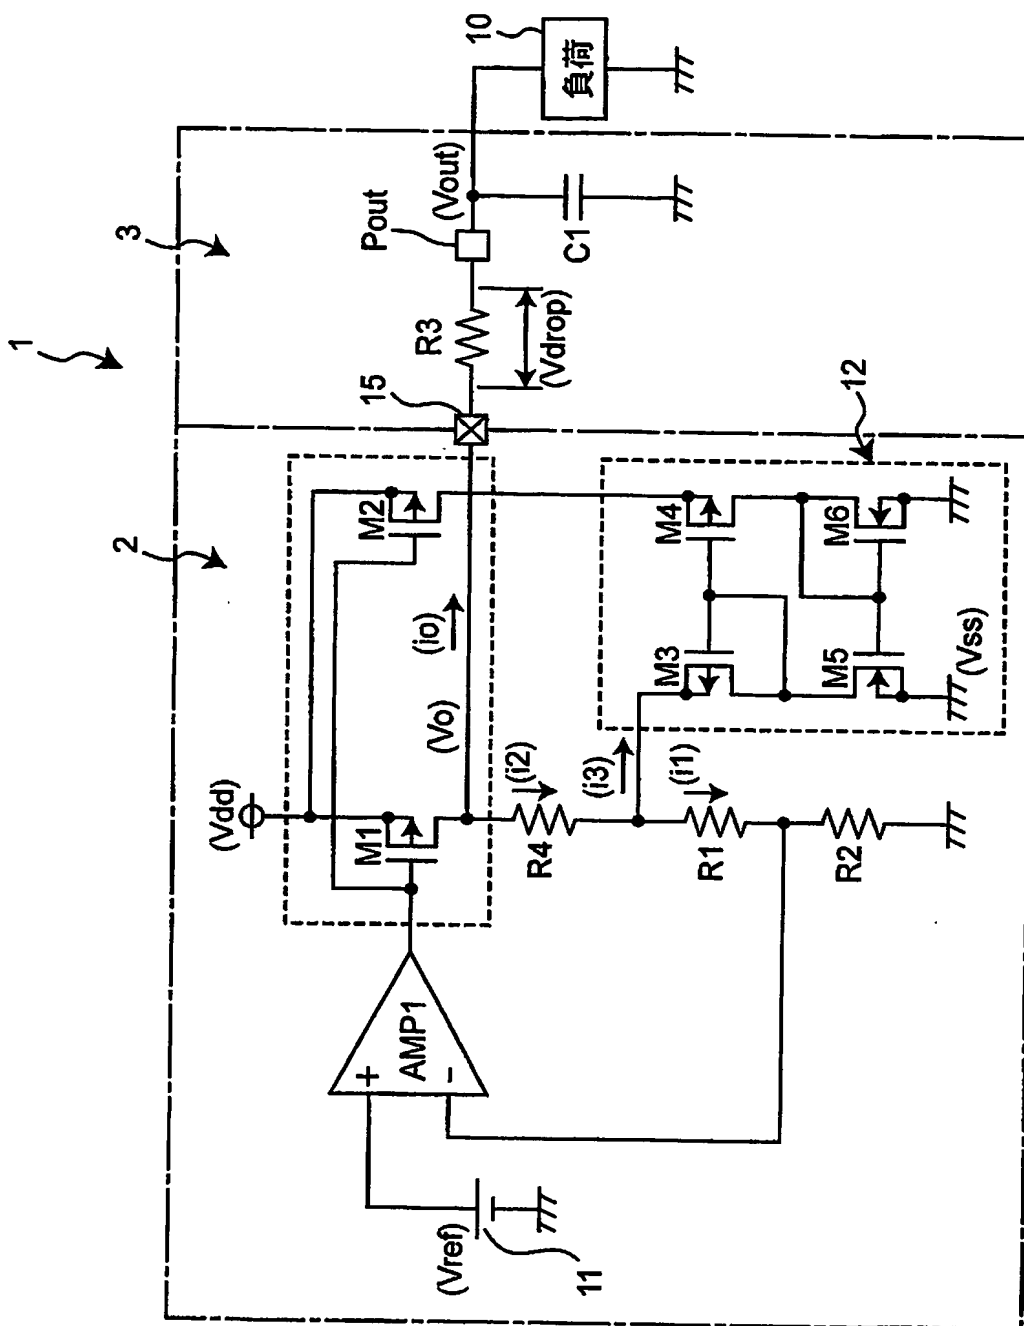 1
2
3
(Vdd)
M1
M2
(io)
(Vo)
15
R3
(Vdrop)
Pout
(Vout)
C1
10
負荷
AMP1
+
-
(Vref)
11
R4
(i2)
(i3)
R1
(i1)
R2
12
M3
M4
M5
M6
(Vss)